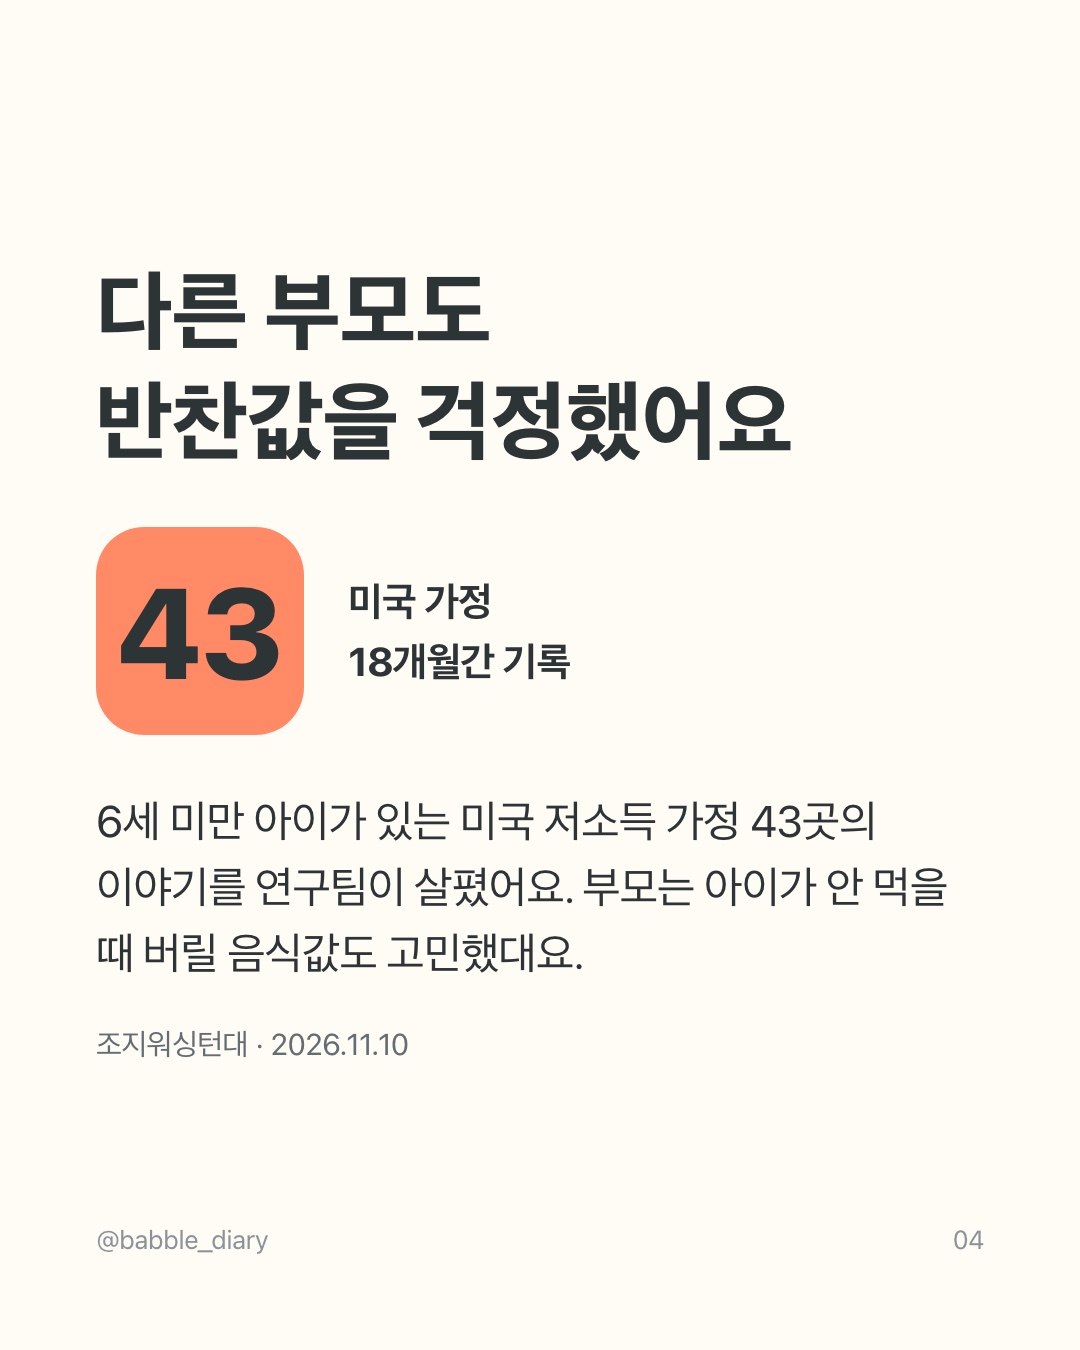 다른 부모도
반찬값을 걱정했어요
43
미국 가정
18개월간 기록
6세 미만 아이가 있는 미국 저소득 가정 43곳의
이야기를 연구팀이 살폈어요. 부모는 아이가 안 먹을
때 버릴 음식값도 고민했대요.
조지워싱턴대 · 2026.11.10
@babble_diary
04